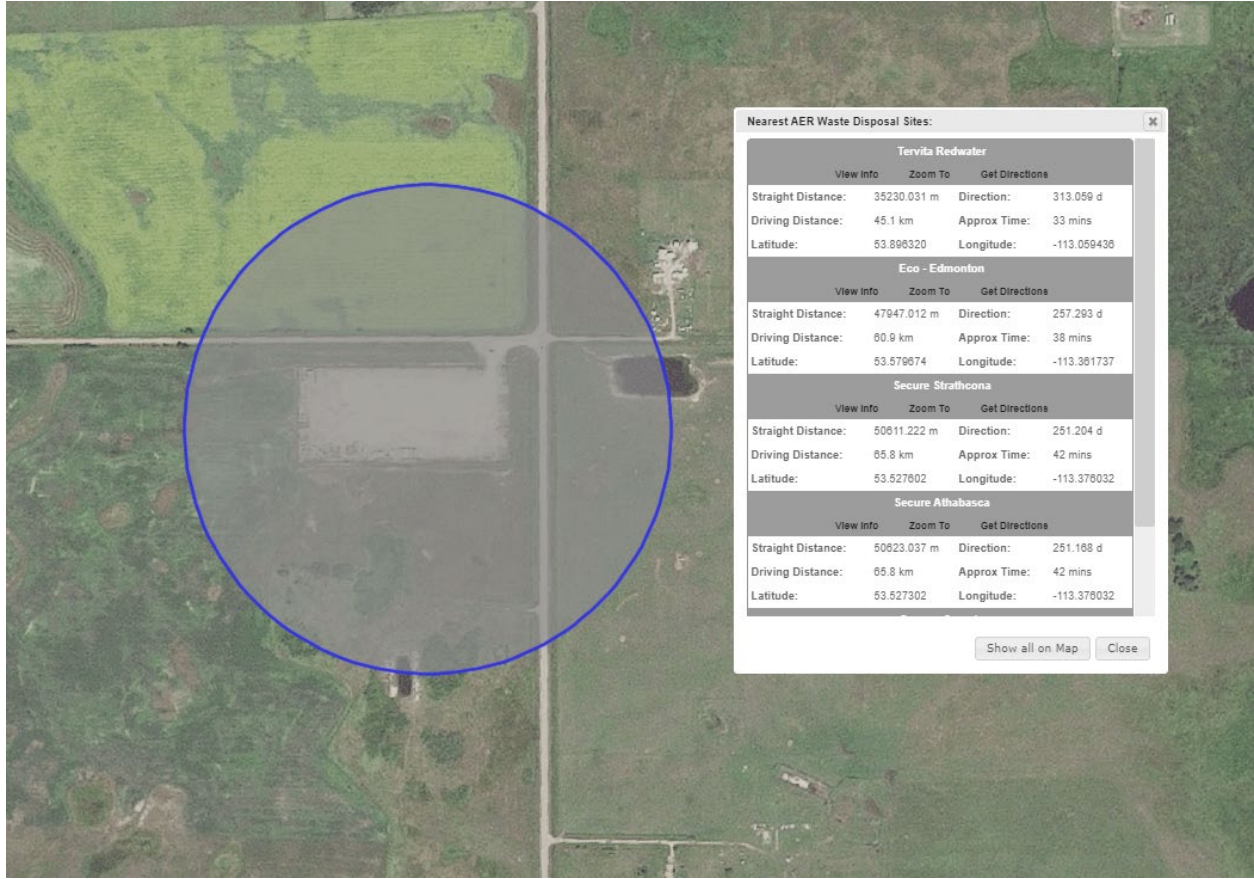 Nearest AER Waste Disposal Sites:
Tervita Redwater
View Info Zoom To Get Directions
Straight Distance: 35230.031 m Direction: 313.059 d
Driving Distance: 45.1 km Approx Time: 33 mins
Latitude: 53.896320 Longitude: -113.059436
Eco - Edmonton
View Info Zoom To Get Directions
Straight Distance: 47947.012 m Direction: 257.293 d
Driving Distance: 60.9 km Approx Time: 38 mins
Latitude: 53.579674 Longitude: -113.361737
Secure Strathcona
View Info Zoom To Get Directions
Straight Distance: 50611.222 m Direction: 251.204 d
Driving Distance: 65.8 km Approx Time: 42 mins
Latitude: 53.527602 Longitude: -113.376032
Secure Athabasca
View Info Zoom To Get Directions
Straight Distance: 50623.037 m Direction: 251.168 d
Driving Distance: 65.8 km Approx Time: 42 mins
Latitude: 53.527302 Longitude: -113.376032
Show all on Map Close